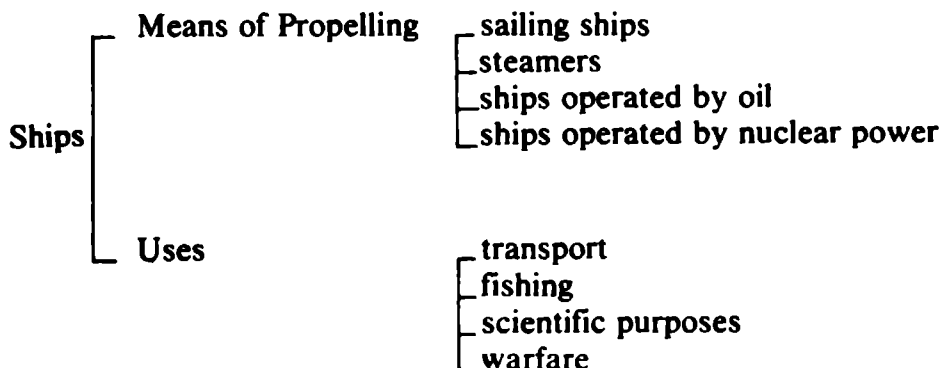 Means of Propelling sailing ships
steamers
ships operated by oil
Ships
ships operated by nuclear power
Uses transport
fishing
scientific purposes
warfare